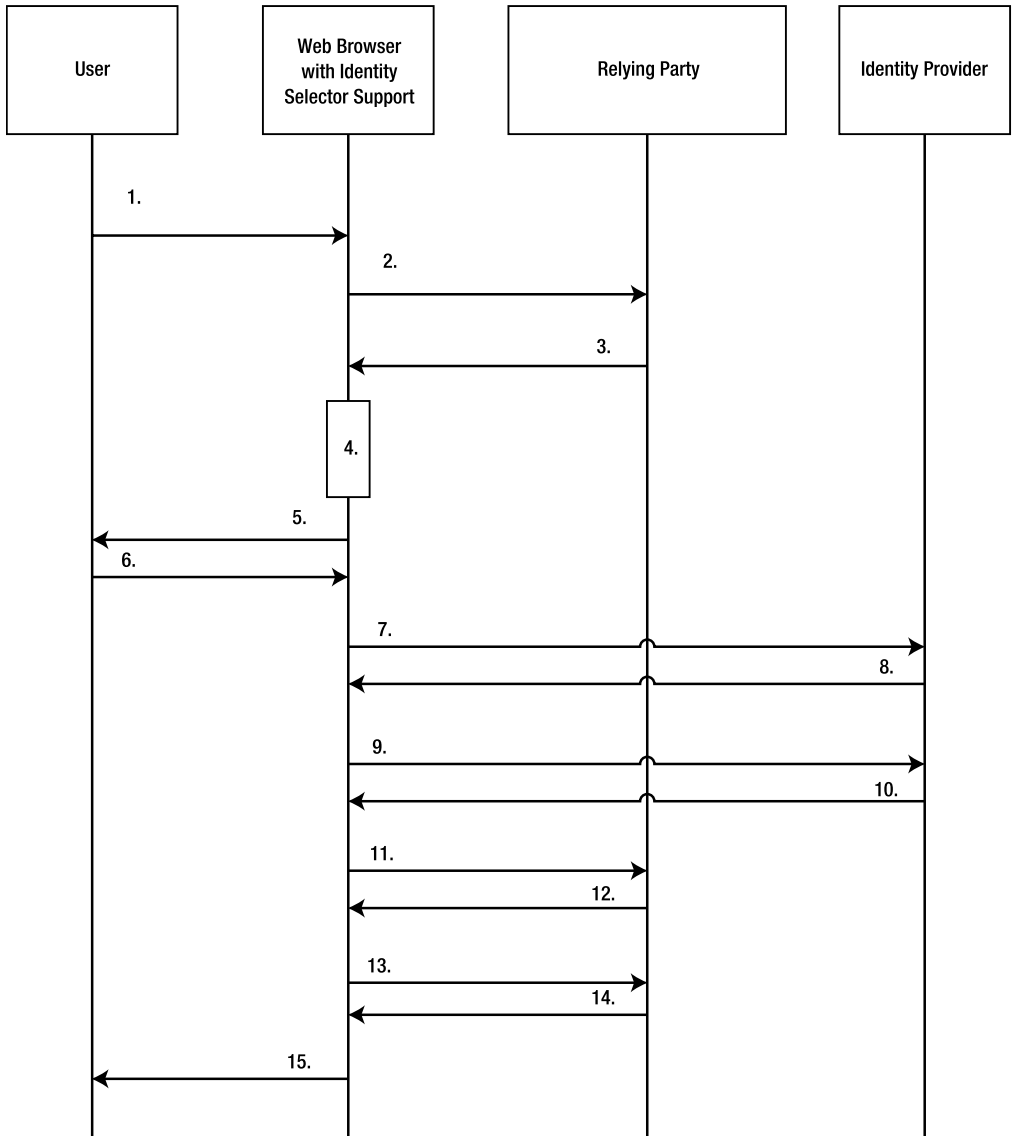 User
Web Browser
with Identity
Selector Support
Relying Party
Identity Provider
1.
2.
3.
4.
5.
6.
7.
8.
9.
10.
11.
12.
13.
14.
15.